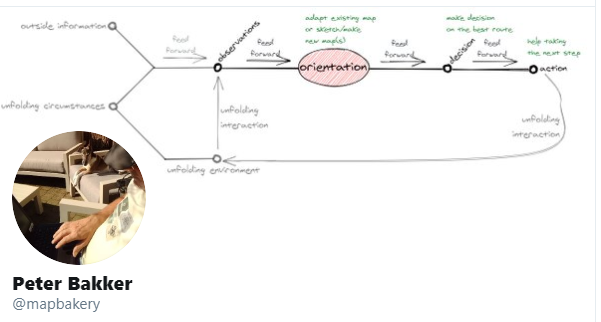 outside information
feed
forward
observations
feed
forward
adapt existing map
or sketch/make
new map(s)
orientation
feed
forward
make decision
on the best route
decision
feed
forward
help taking
the next step
action
unfolding circumstances
unfolding
interaction
unfolding
interaction
unfolding environment
Peter Bakker
@mapbakery